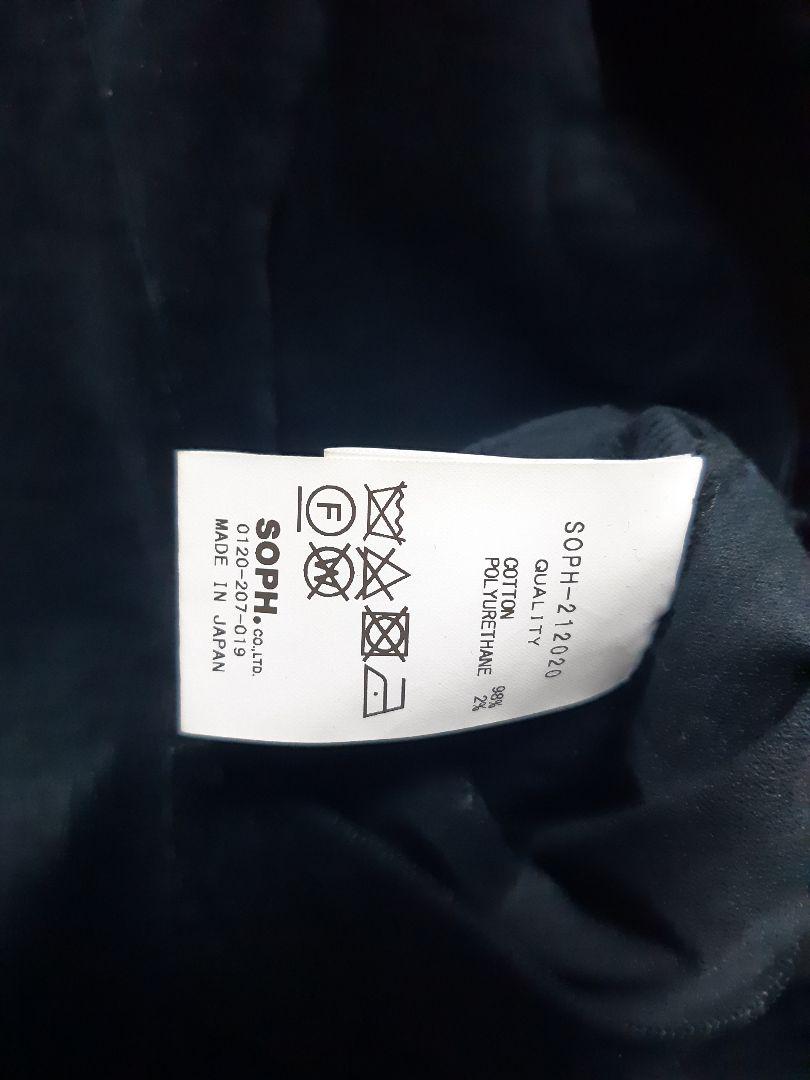 SOPH-212020
QUALITY
COTTON 98%
POLYURETHANE 2%
F
W
SOPH. CO.,LTD.
0120-207-019
MADE IN JAPAN